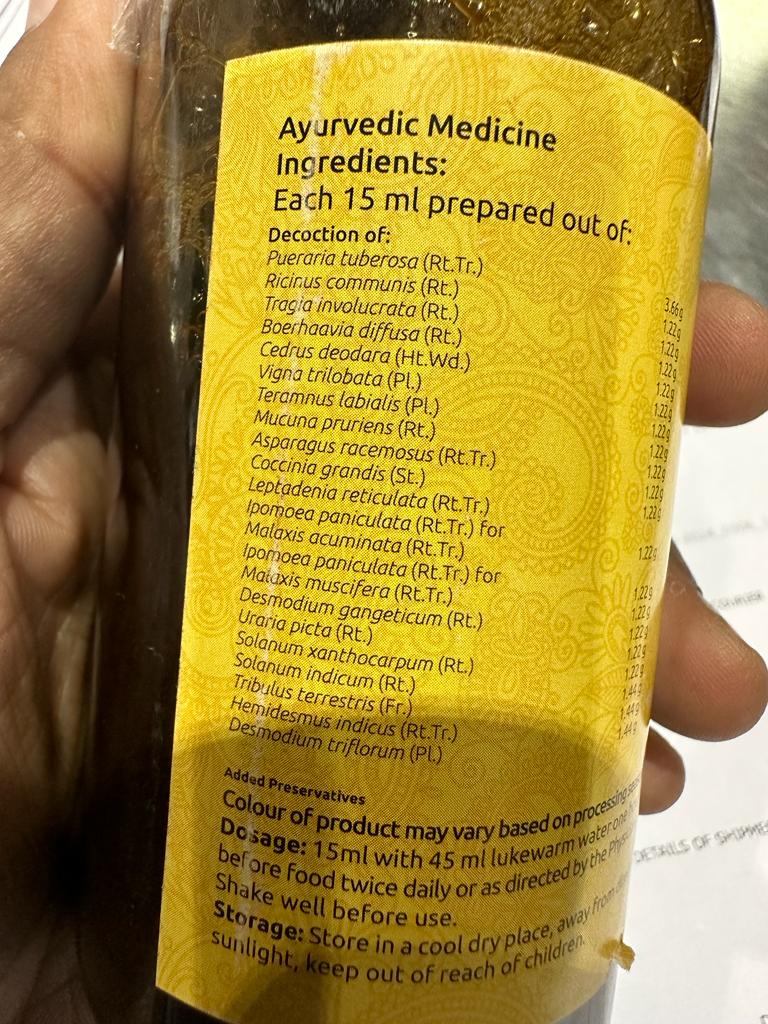 Ayurvedic Medicine
Ingredients:
Each 15 ml prepared out of:
Decoction of:
Pueraria tuberosa (Rt.Tr.) 3.66g
Ricinus communis (Rt.) 1.22g
Tragia involucrata (Rt.) 1.22g
Boerhaavia diffusa (Rt.) 1.22g
Cedrus deodara (Ht.Wd.) 1.22g
Vigna trilobata (Pl.) 1.22g
Teramnus labialis (Pl.) 1.22g
Mucuna pruriens (Rt.) 1.22g
Asparagus racemosus (Rt.Tr.) 1.22g
Coccinia grandis (St.) 1.22g
Leptadenia reticulata (Rt.Tr.) 1.22g
Ipomoea paniculata (Rt.Tr.) for
Malaxis acuminata (Rt.Tr.) 1.22g
Ipomoea paniculata (Rt.Tr.) for
Malaxis muscifera (Rt.Tr.) 1.22g
Desmodium gangeticum (Rt.) 1.22g
Uraria picta (Rt.) 1.22g
Solanum xanthocarpum (Rt.) 1.22g
Solanum indicum (Rt.) 1.22g
Tribulus terrestris (Fr.) 1.44g
Hemidesmus indicus (Rt.Tr.) 1.44g
Desmodium triflorum (Pl.) 1.44g
Added Preservatives
Colour of product may vary based on processing
Dosage: 15ml with 45 ml lukewarm water one
before food twice daily or as directed by the
Shake well before use.
Storage: Store in a cool dry place, away from
sunlight, keep out of reach of children.
DETAILS OF